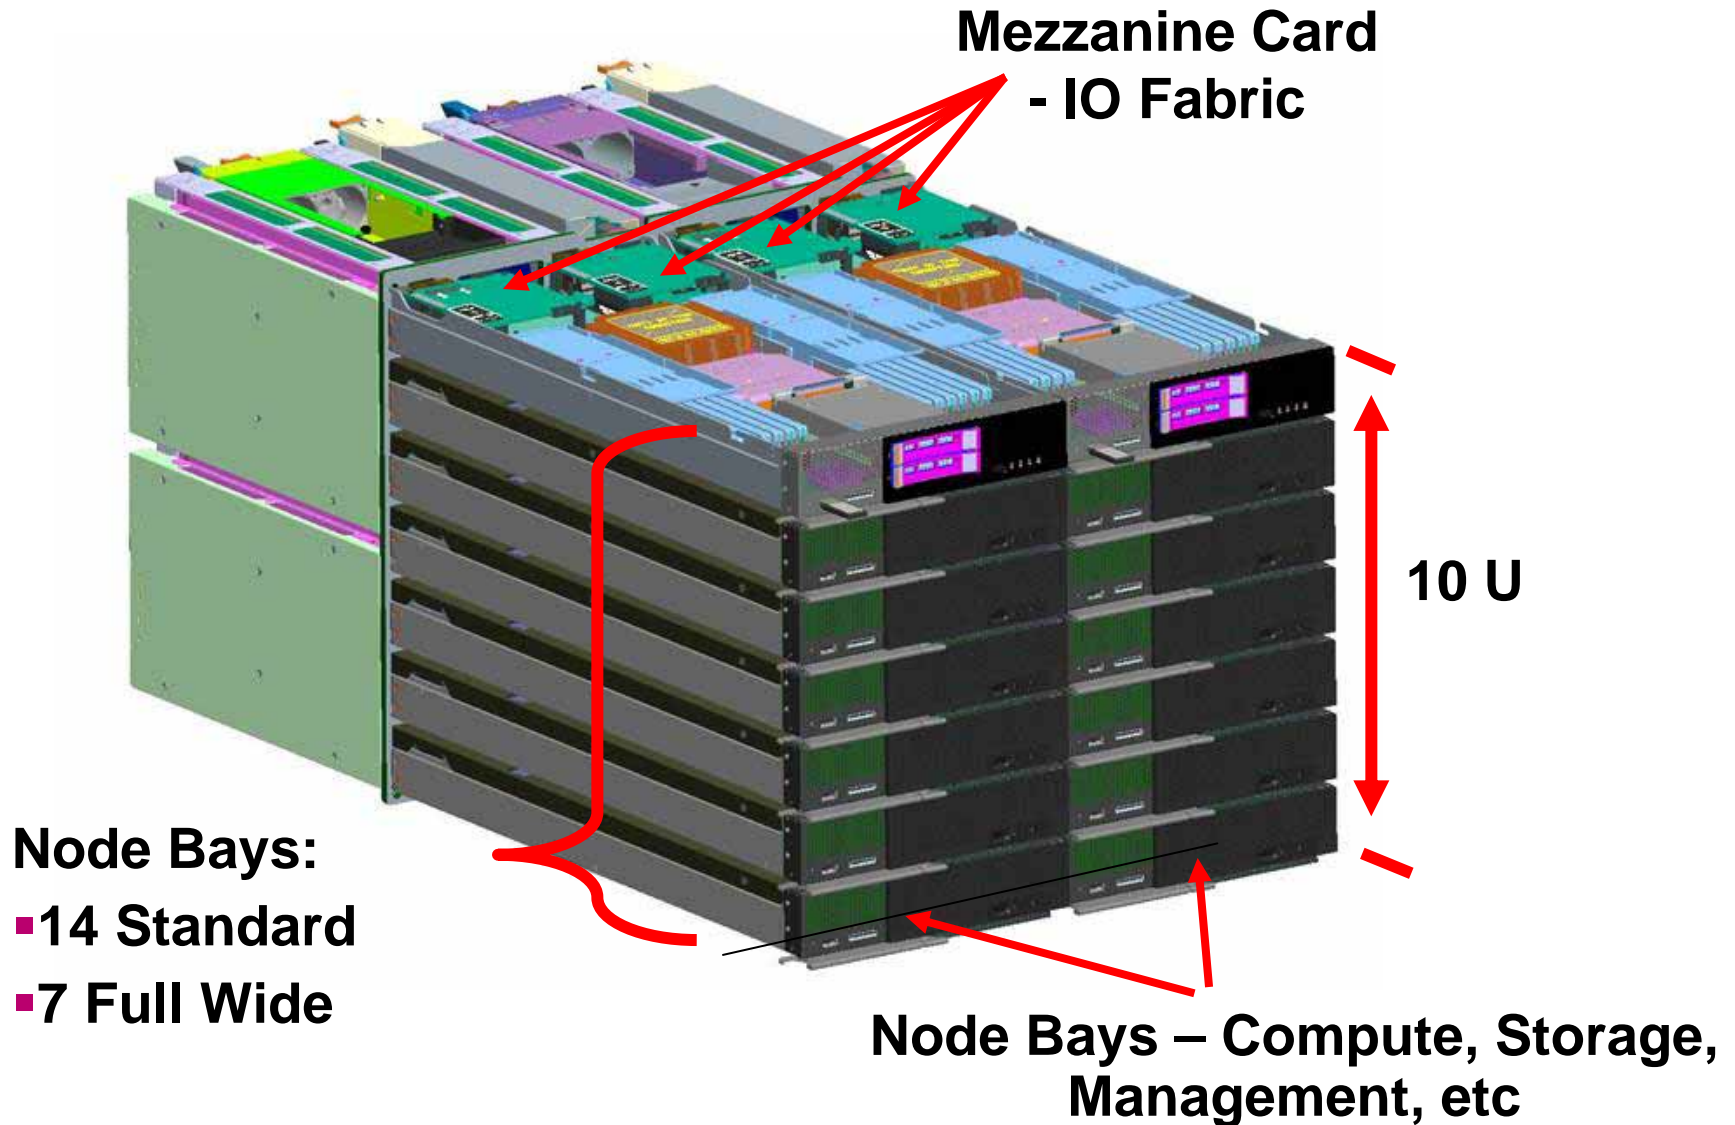 Mezzanine Card
- IO Fabric
10 U
Node Bays:
▪14 Standard
▪7 Full Wide
Node Bays – Compute, Storage,
Management, etc